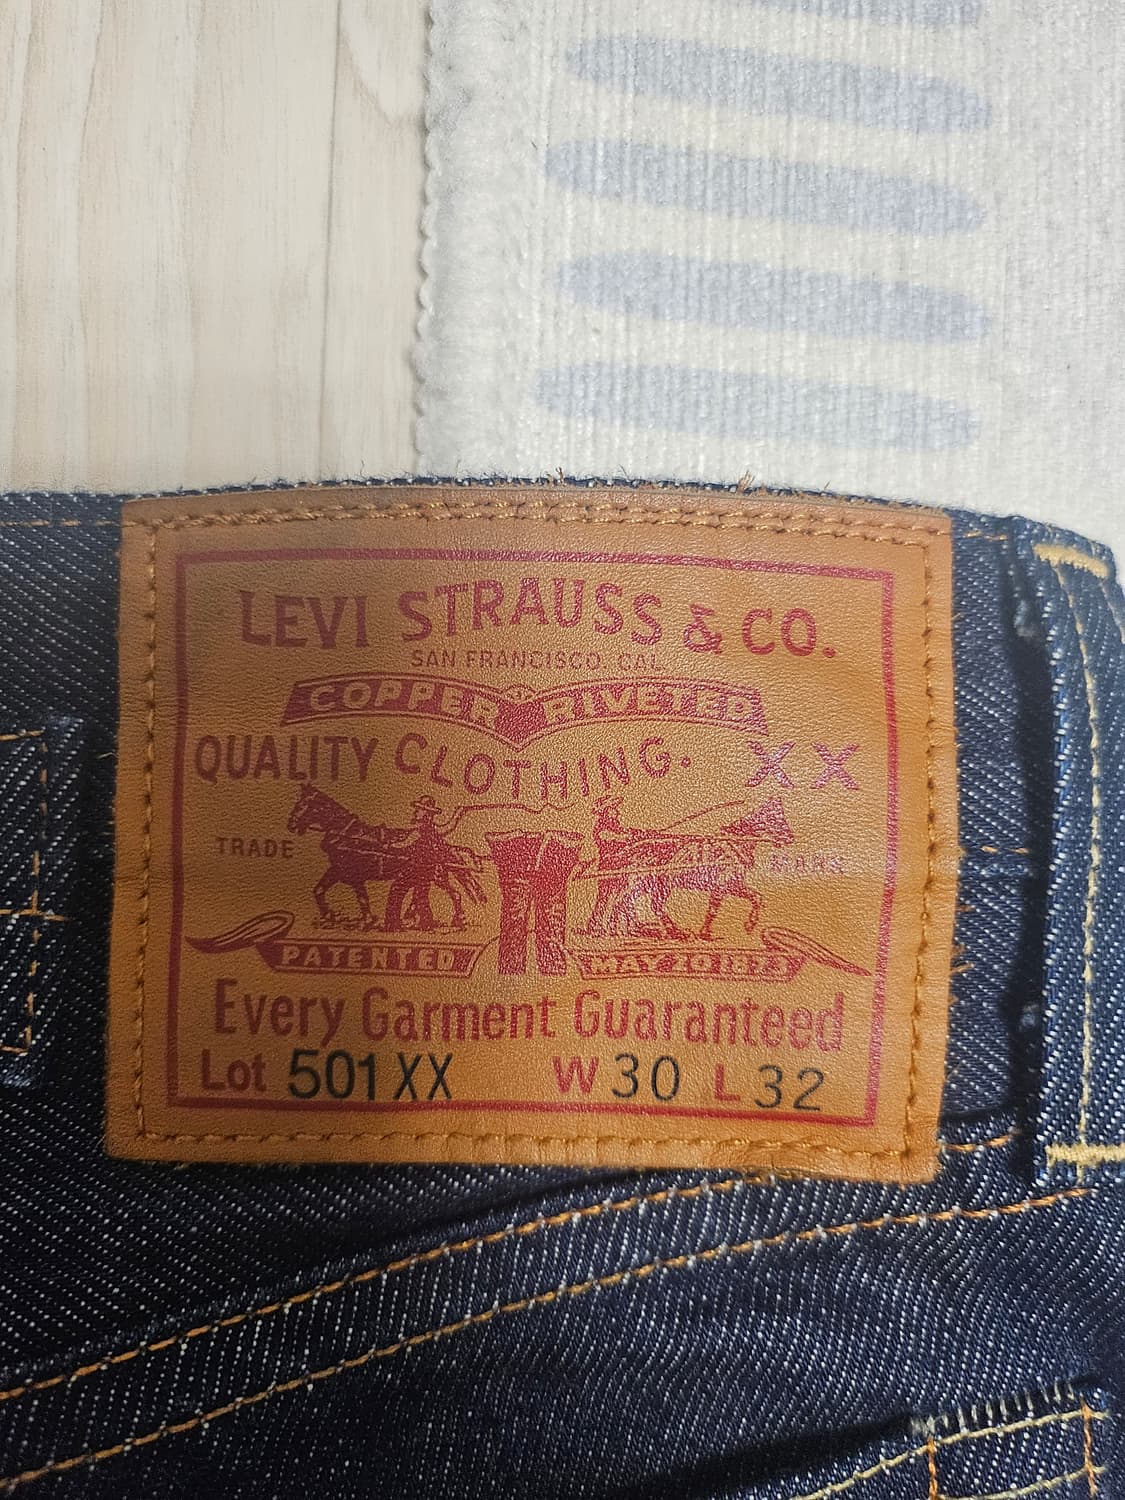 LEVI STRAUSS & CO.
SAN FRANCISCO. CAL.
COPPER RIVETED
QUALITY CLOTHING. XX
TRADE MARK
PATENTED MAY 20 1873
Every Garment Guaranteed
Lot 501XX W30 L32